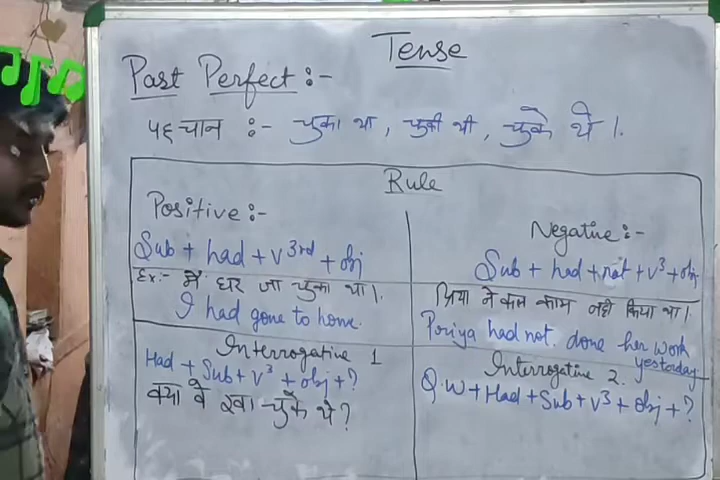 Tense
Past Perfect :-
पहचान :- चुका था, चुकी थी, चुके थे।
Rule
Positive :-
Sub + had + v3rd + obj
Ex:- मैं घर जा चुका था।
I had gone to home.
Negative :-
Sub + had + not + v3 + obj
प्रिया ने कल काम नहीं किया था।
Priya had not done her work
yesterday
Interrogative 1
Had + Sub + v3 + obj + ?
क्या वे खा चुके थे?
Interrogative 2.
Q.W + Had + Sub + v3 + obj + ?